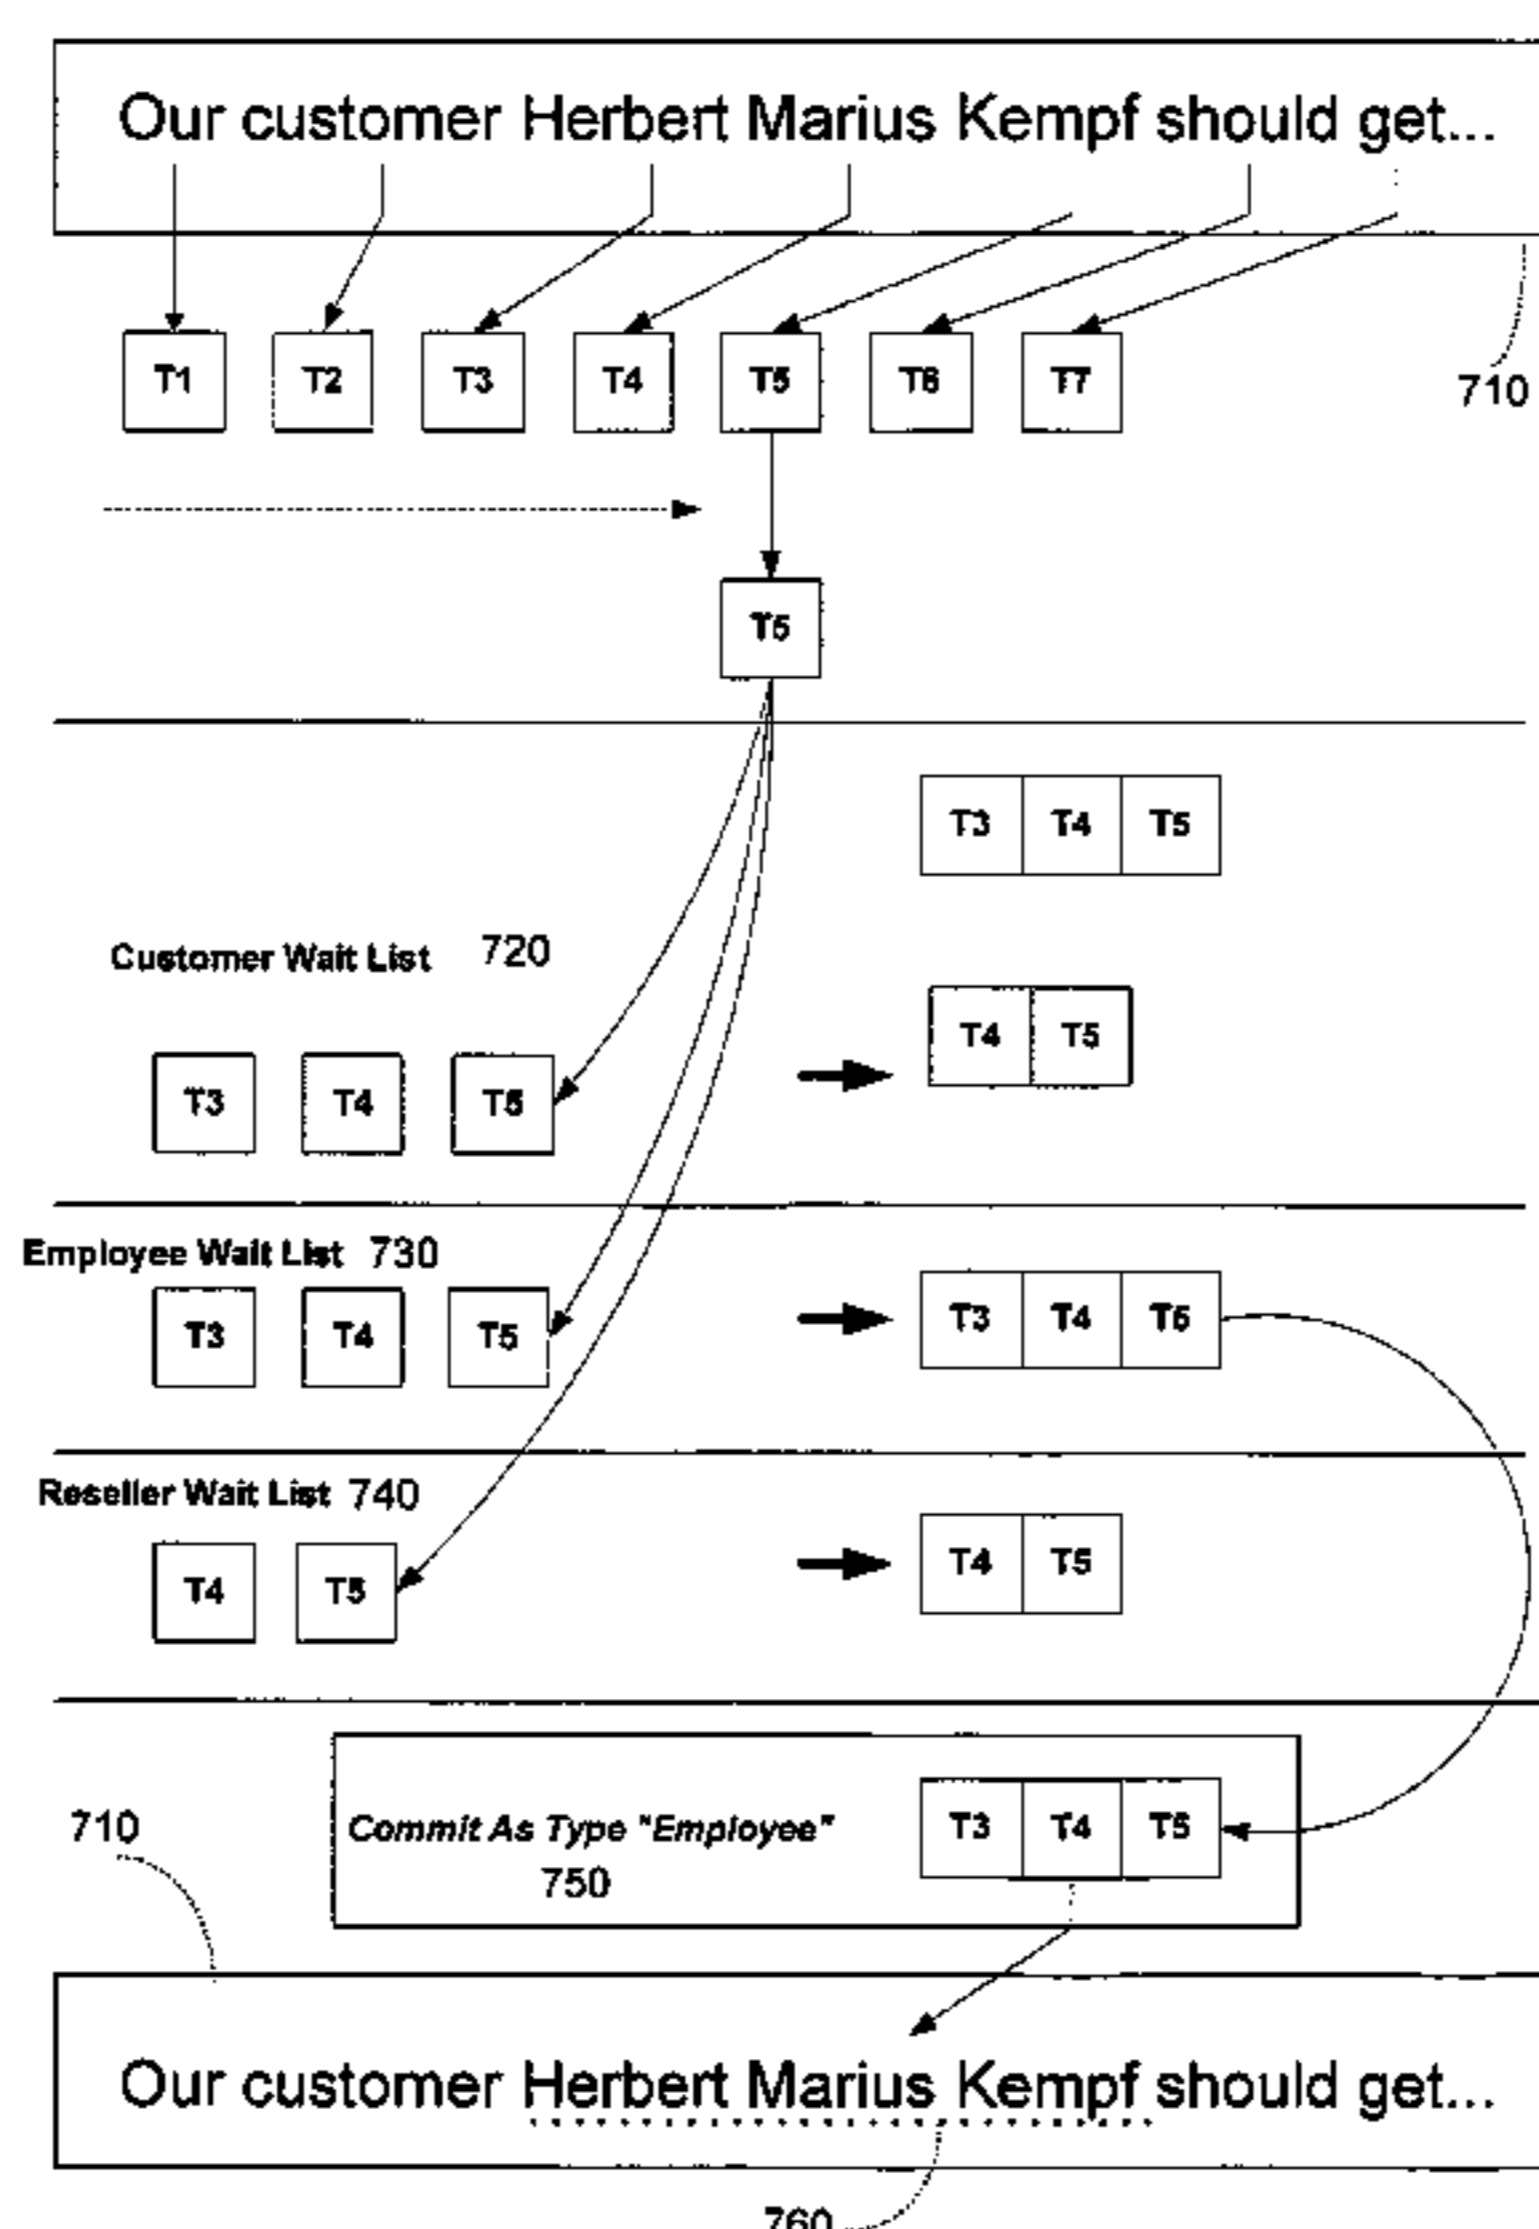 Our customer Herbert Marius Kempf should get...
T1 T2 T3 T4 T5 T6 T7
710
T5
T3 T4 T5
Customer Wait List 720
T4 T5
T3 T4 T5
Employee Wait List 730
T3 T4 T5 T3 T4 T5
Reseller Wait List 740
T4 T5 T4 T5
Commit As Type "Employee" T3 T4 T5
710
750
Our customer Herbert Marius Kempf should get...
760